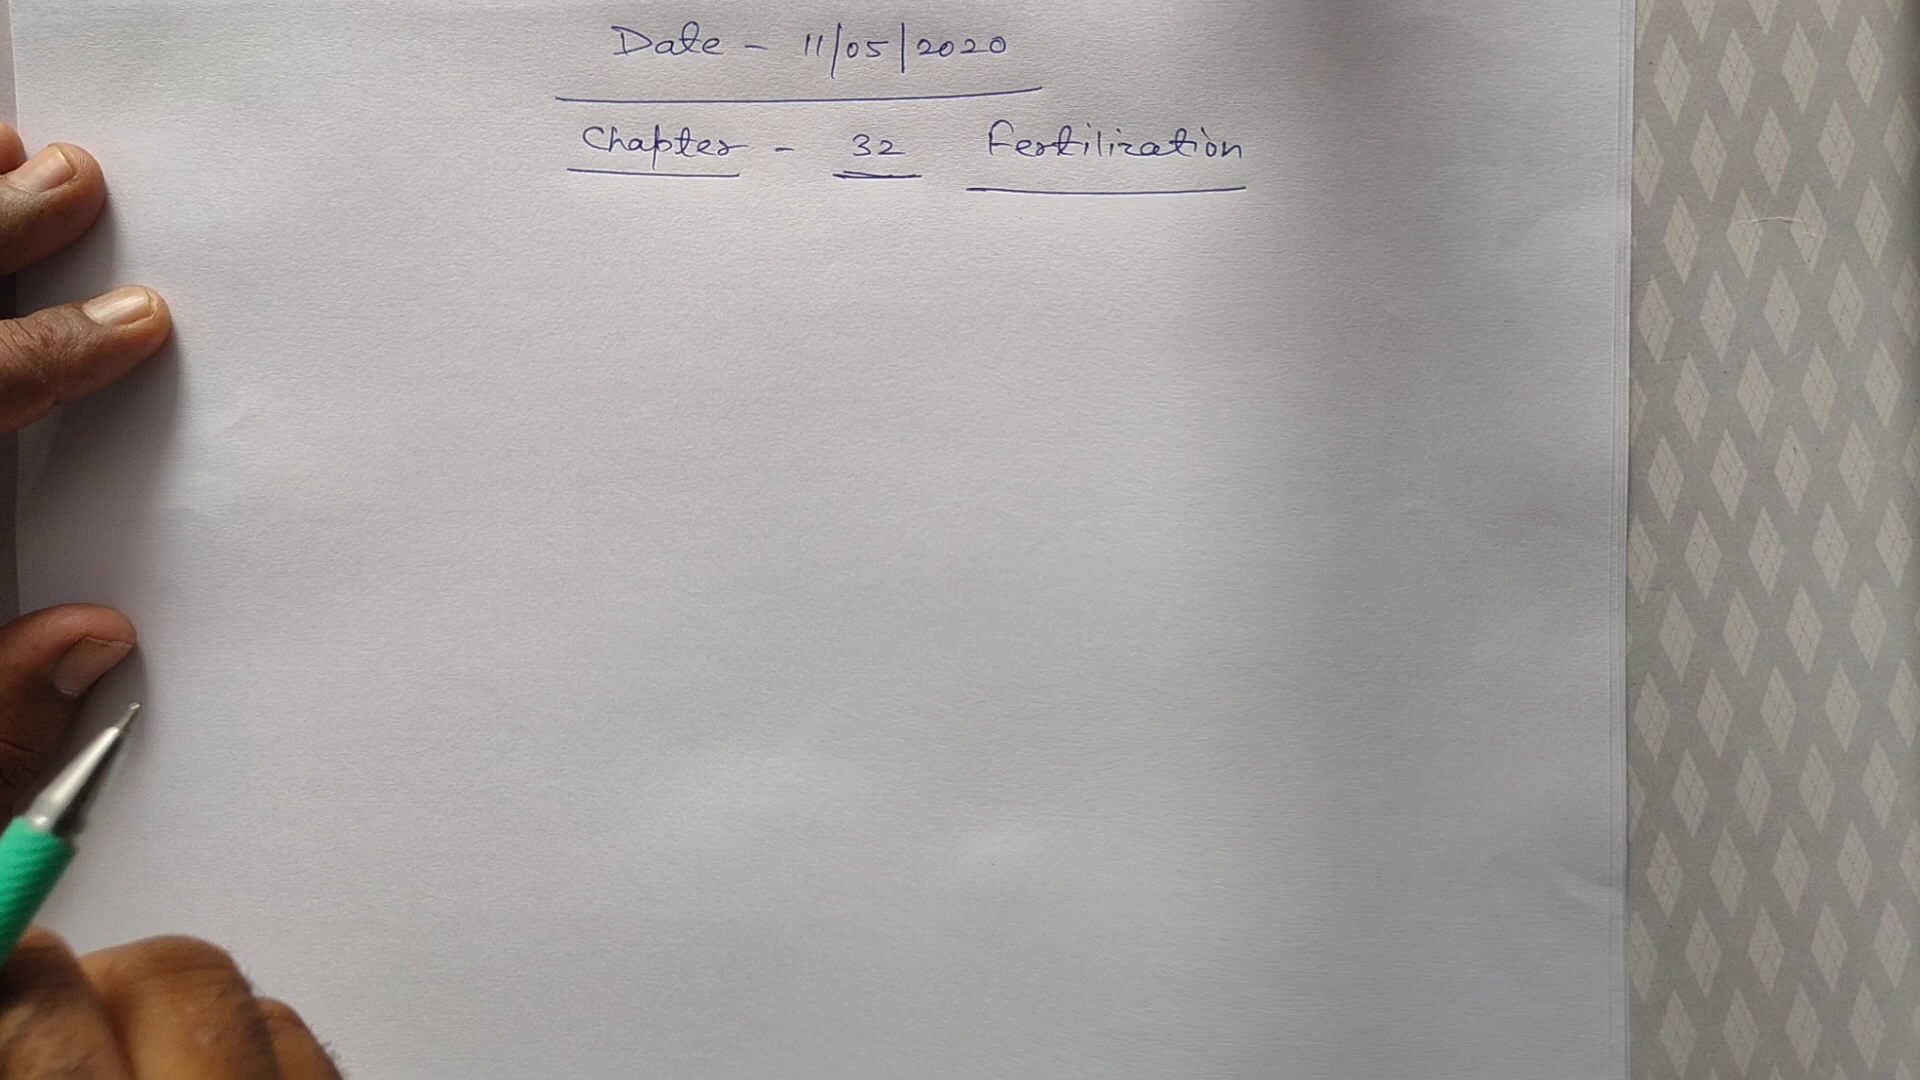 Date - 11/05/2020
Chapter - 32 Fertilization